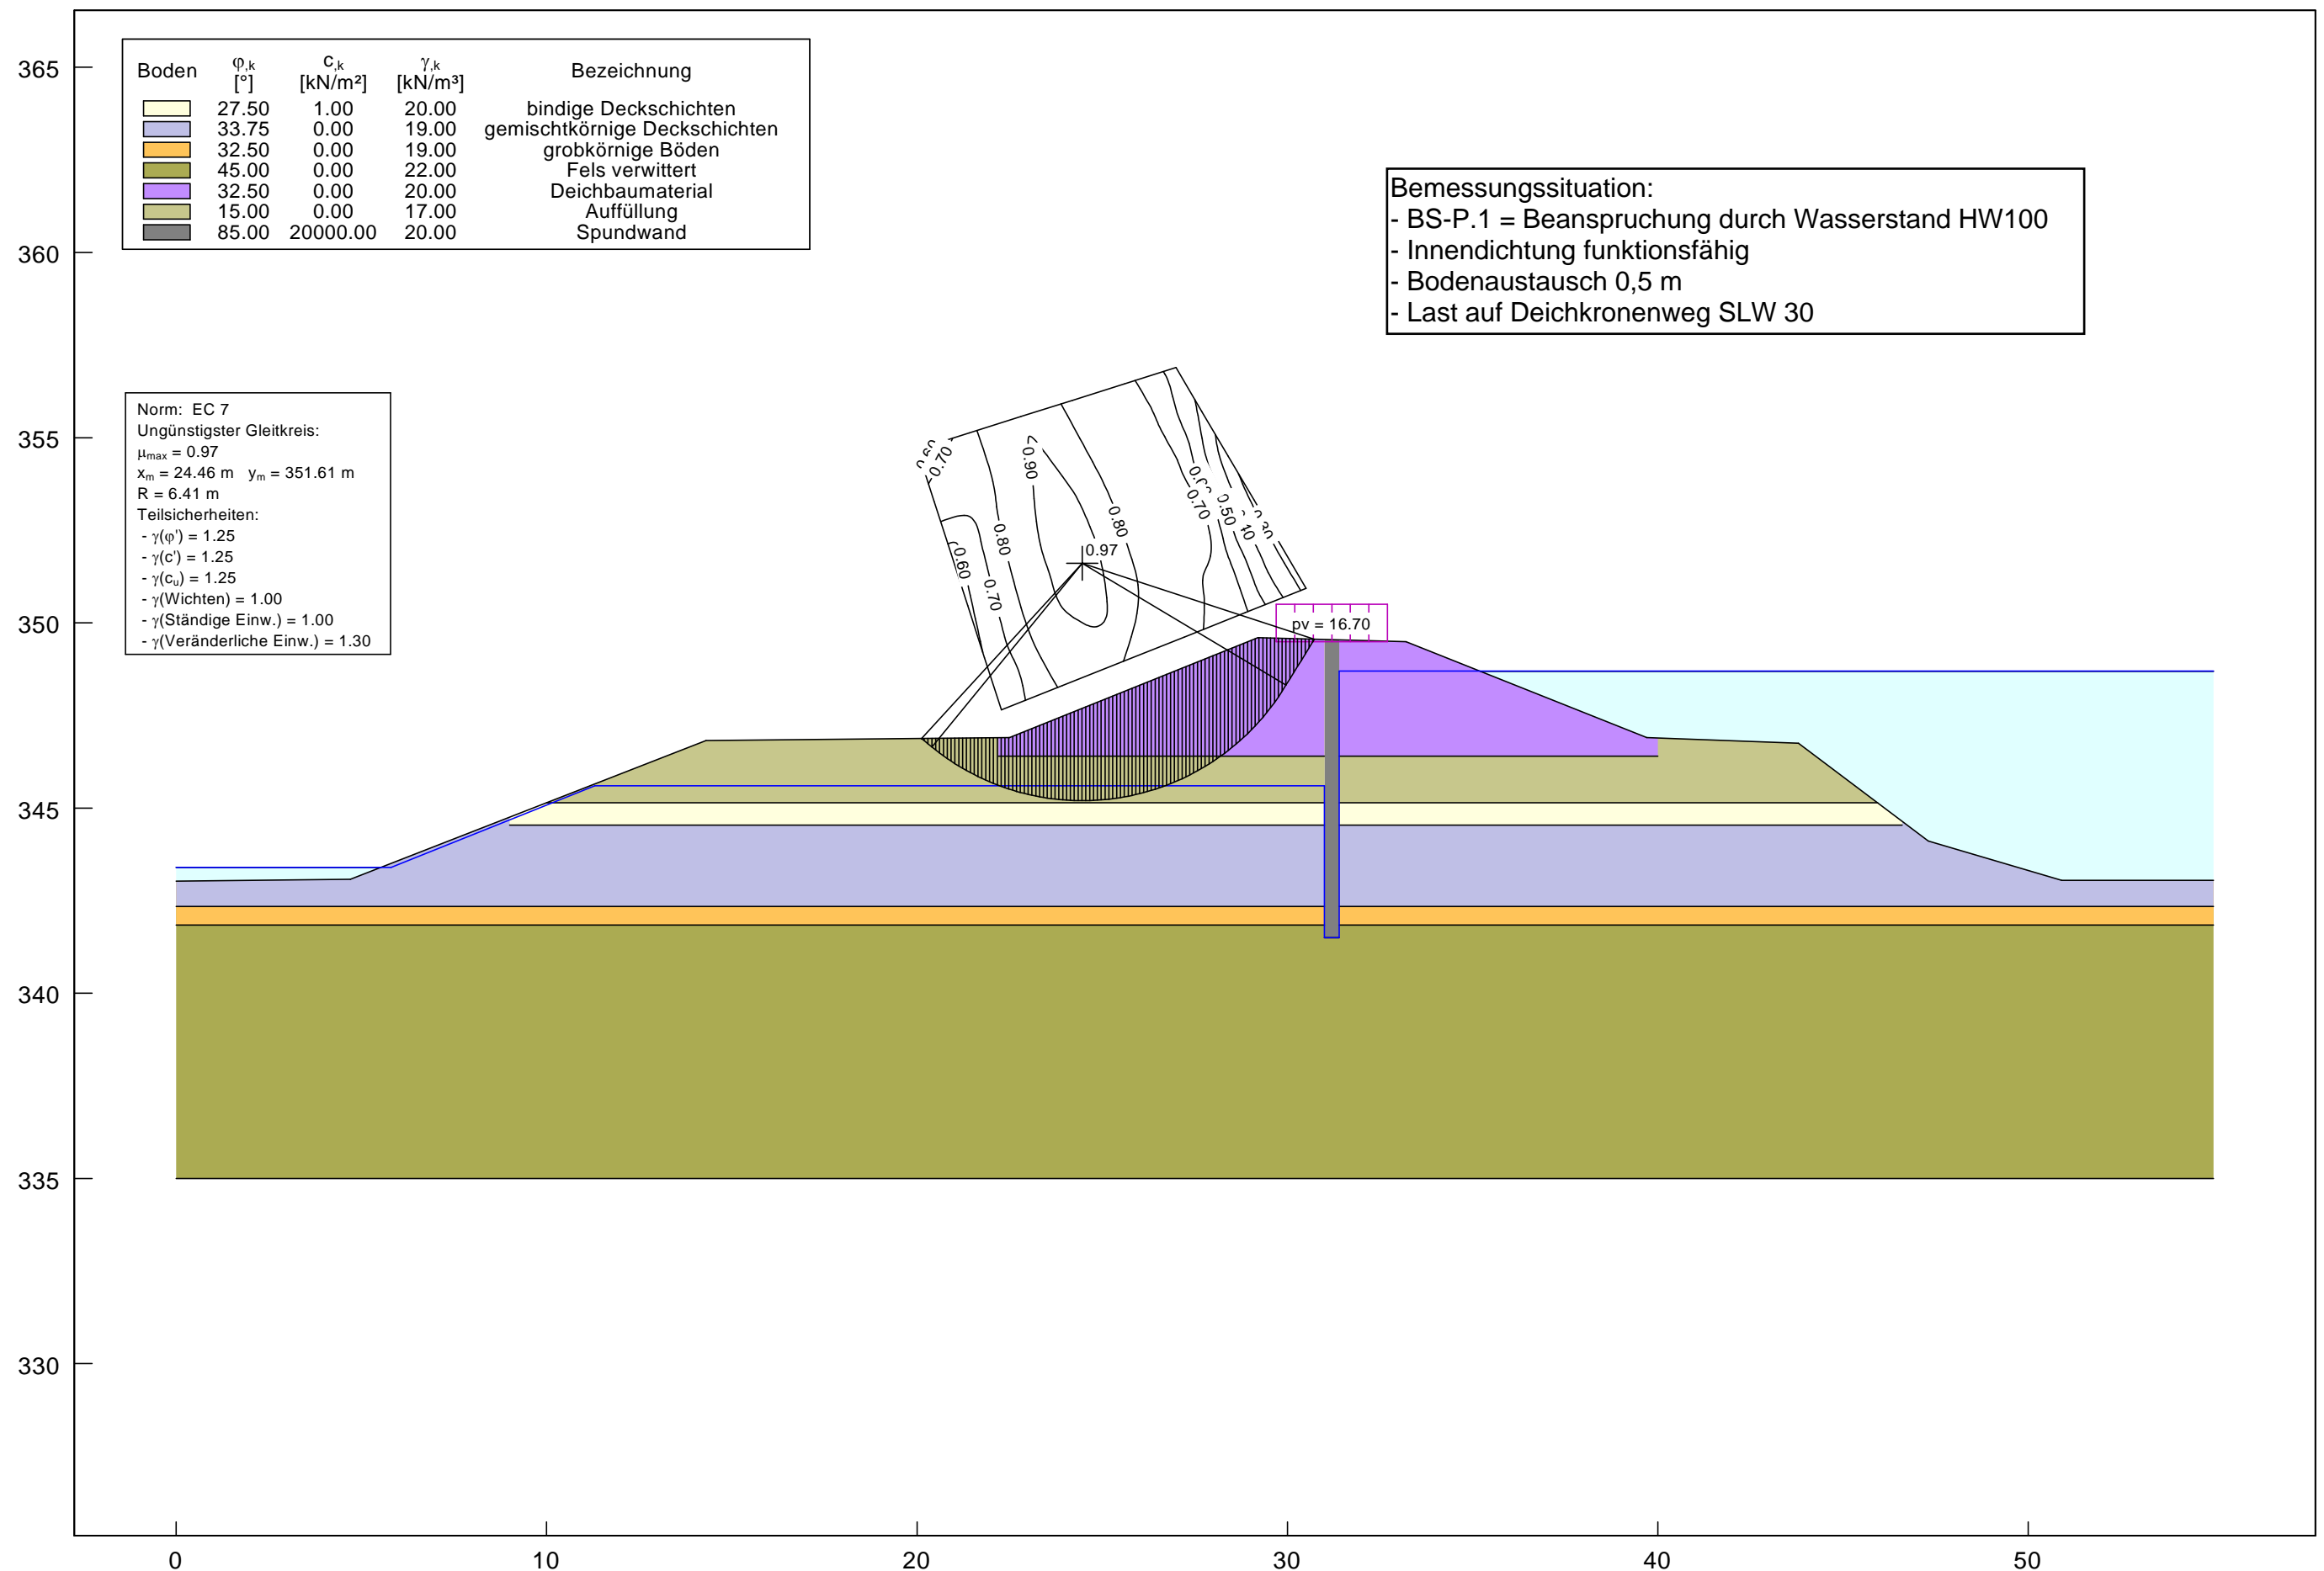 365
360
355
350
345
340
335
330
Boden φ,k c,k γ,k Bezeichnung
[°] [kN/m²] [kN/m³]
27.50 1.00 20.00 bindige Deckschichten
33.75 0.00 19.00 gemischtkörnige Deckschichten
32.50 0.00 19.00 grobkörnige Böden
45.00 0.00 22.00 Fels verwittert
32.50 0.00 20.00 Deichbaumaterial
15.00 0.00 17.00 Auffüllung
85.00 20000.00 20.00 Spundwand
Bemessungssituation:
- BS-P.1 = Beanspruchung durch Wasserstand HW100
- Innendichtung funktionsfähig
- Bodenaustausch 0,5 m
- Last auf Deichkronenweg SLW 30
Norm: EC 7
Ungünstigster Gleitkreis:
μmax = 0.97
xm = 24.46 m ym = 351.61 m
R = 6.41 m
Teilsicherheiten:
- γ(φ') = 1.25
- γ(c') = 1.25
- γ(cu) = 1.25
- γ(Wichten) = 1.00
- γ(Ständige Einw.) = 1.00
- γ(Veränderliche Einw.) = 1.30
0.70
0.90
0.80
0.80
0.70
0.50
0.60
0.70
0.97
pv = 16.70
0 10 20 30 40 50